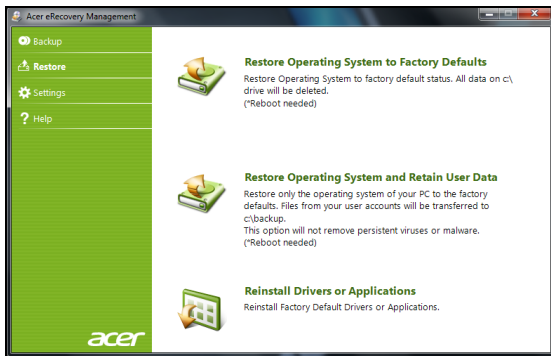 Acer eRecovery Management
Backup
Restore
Settings
? Help
Restore Operating System to Factory Defaults
Restore Operating System to factory default status. All data on c:\
drive will be deleted.
(*Reboot needed)
Restore Operating System and Retain User Data
Restore only the operating system of your PC to the factory
defaults. Files from your user accounts will be transferred to
c:\backup.
This option will not remove persistent viruses or malware.
(*Reboot needed)
Reinstall Drivers or Applications
Reinstall Factory Default Drivers or Applications.
acer